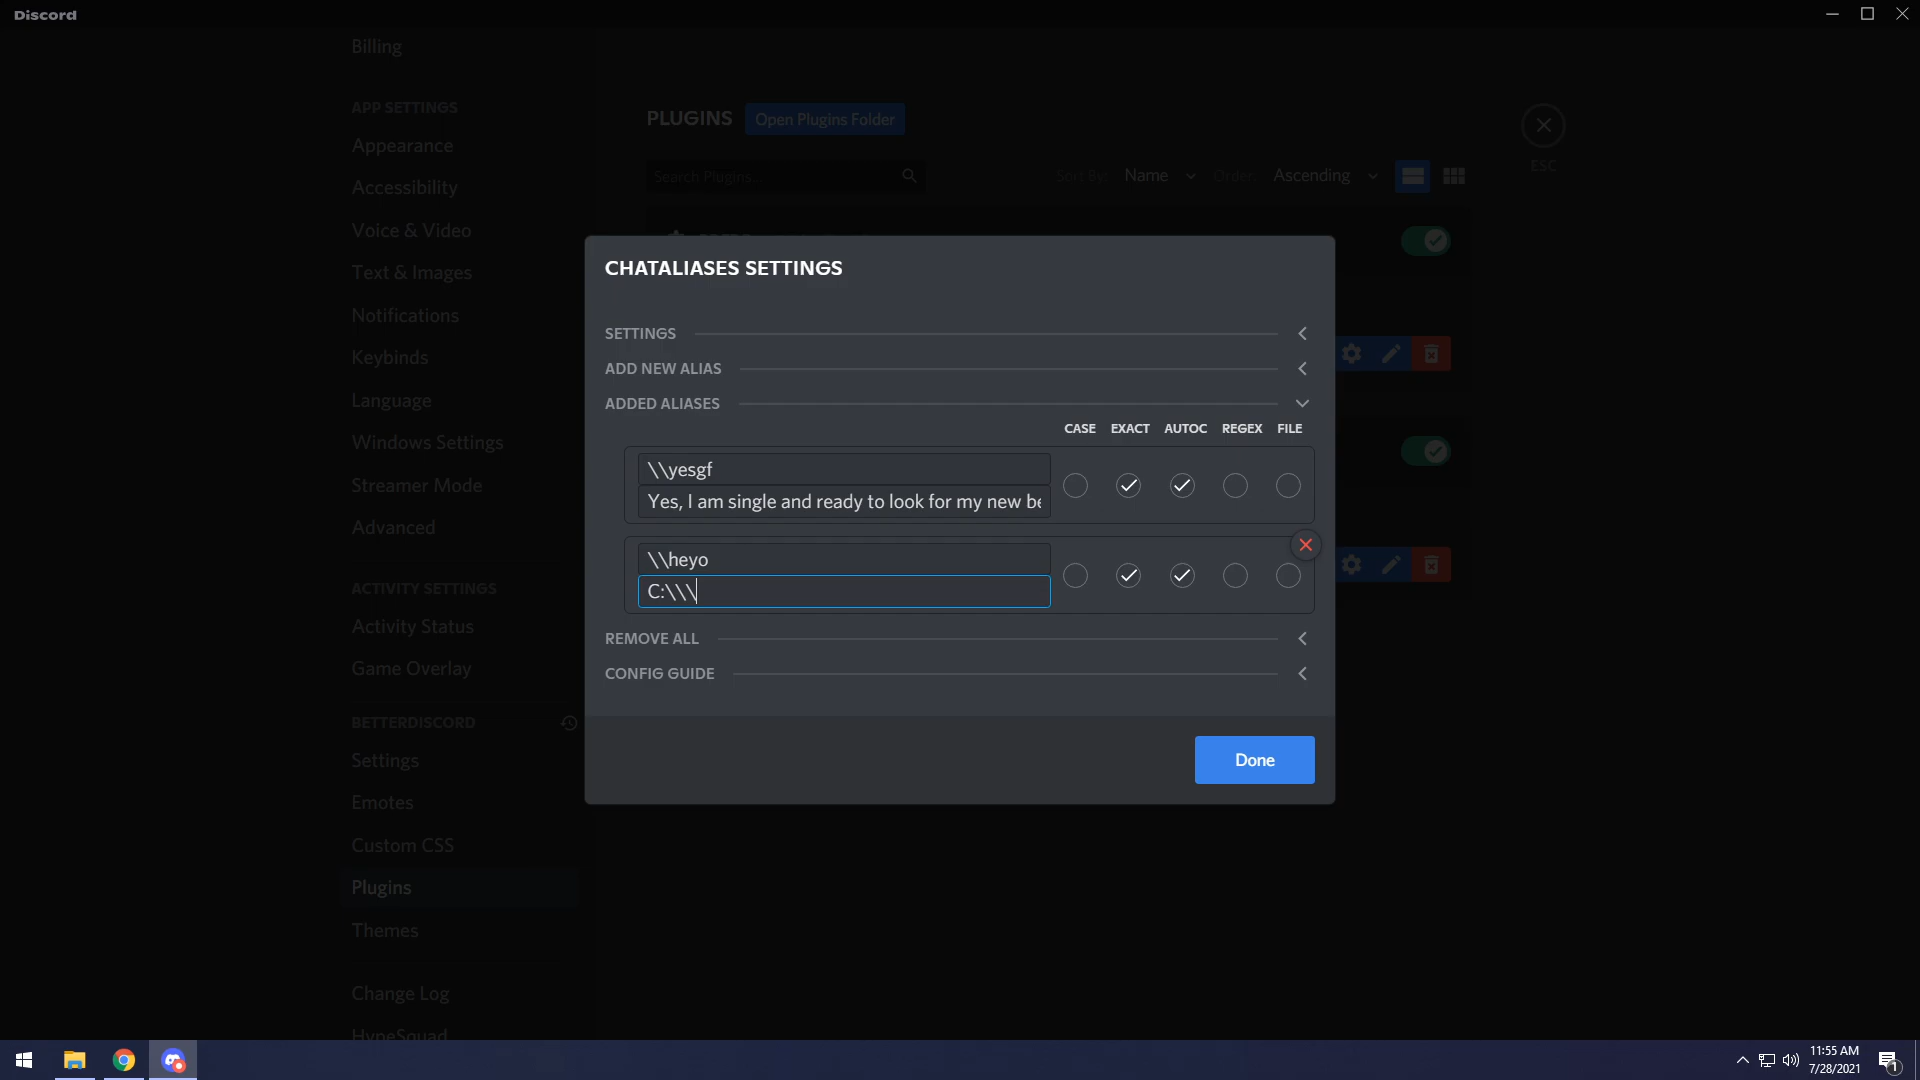 Discord
Billing
APP SETTINGS
Appearance
Accessibility
Voice & Video
Text & Images
Notifications
Keybinds
Language
Windows Settings
Streamer Mode
Advanced
ACTIVITY SETTINGS
Activity Status
Game Overlay
BETTERDISCORD
Settings
Emotes
Custom CSS
Plugins
Themes
Change Log
HypeSquad
PLUGINS Open Plugins Folder
Search Plugins
Sort By: Name Order: Ascending
ESC
CHATALIASES SETTINGS
SETTINGS
ADD NEW ALIAS
ADDED ALIASES
CASE EXACT AUTOC REGEX FILE
\\yesgf
Yes, I am single and ready to look for my new be
\\heyo
C:\\\
REMOVE ALL
CONFIG GUIDE
Done
11:55 AM
7/28/2021
1